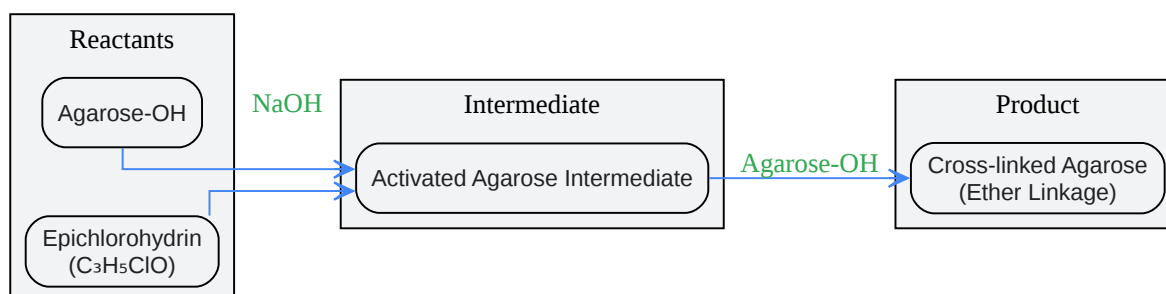 Reactants
Agarose-OH
Epichlorohydrin
(C₃H₅ClO)
NaOH
Intermediate
Activated Agarose Intermediate
Agarose-OH
Product
Cross-linked Agarose
(Ether Linkage)